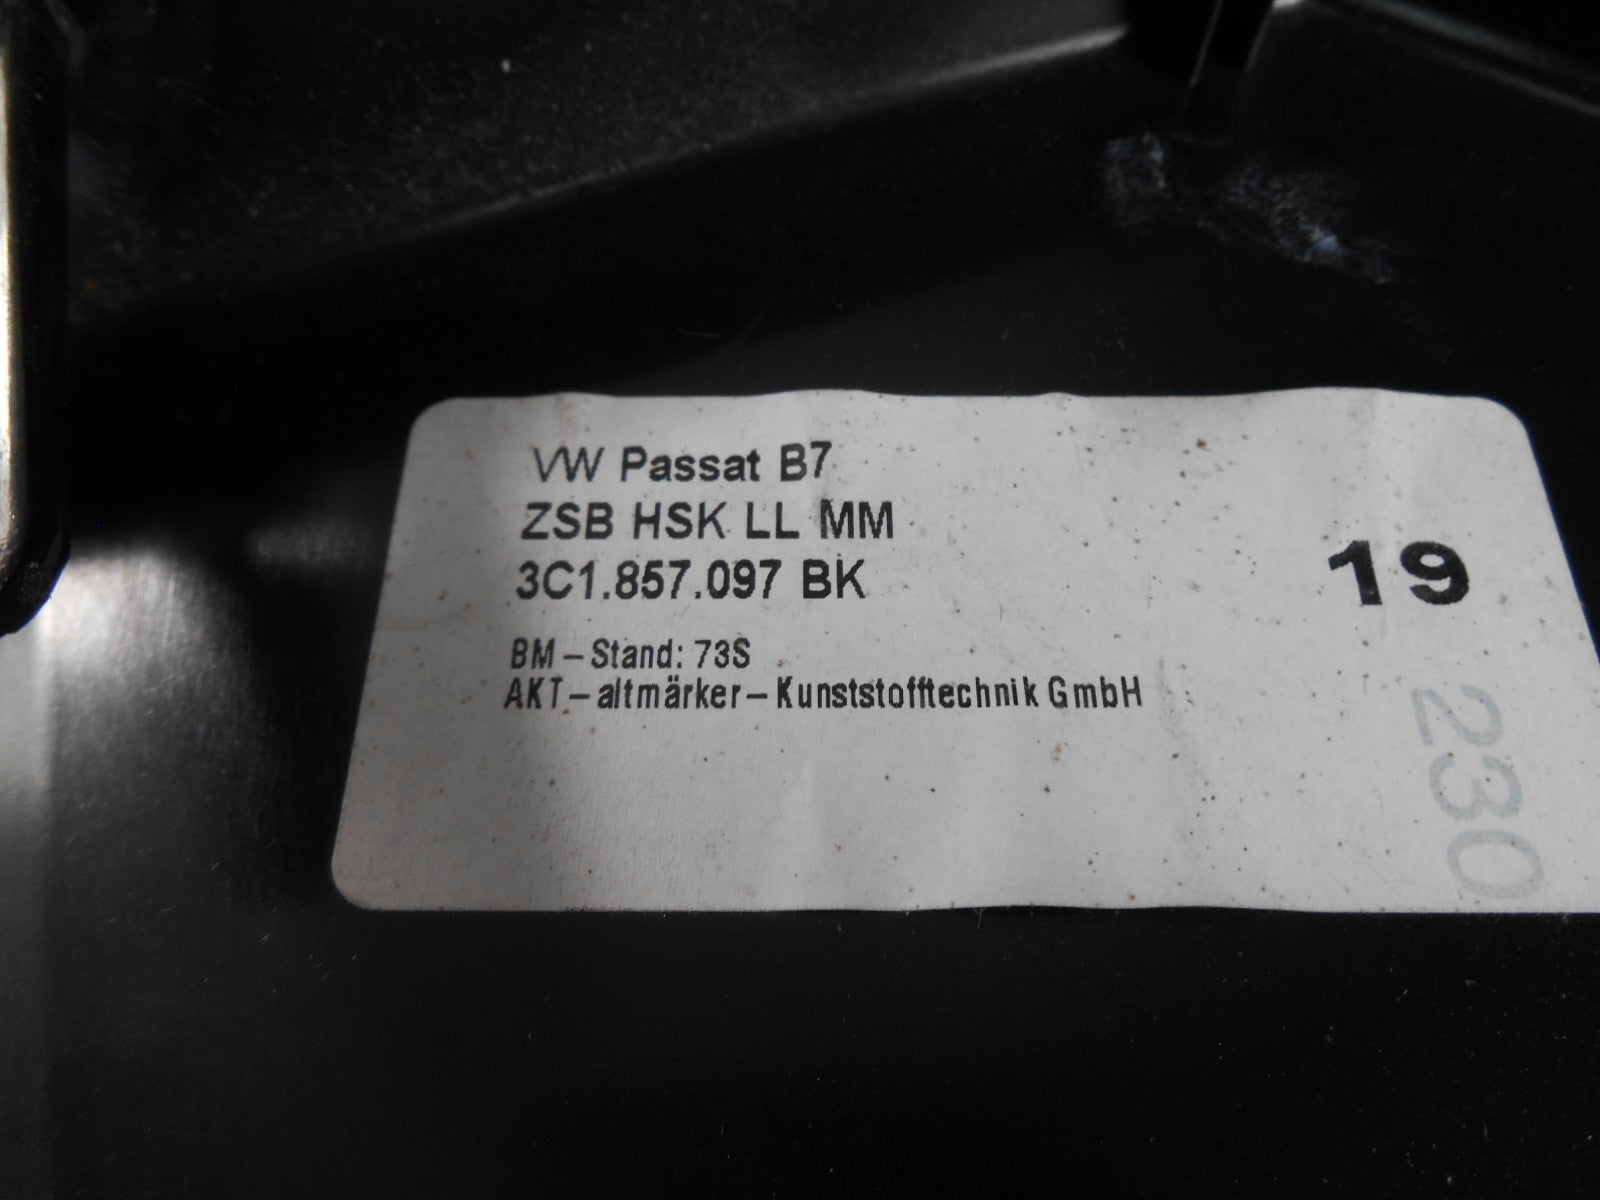 VW Passat B7
ZSB HSK LL MM
3C1.857.097 BK
19
BM – Stand: 73S
AKT – altmärker – Kunststofftechnik GmbH
230